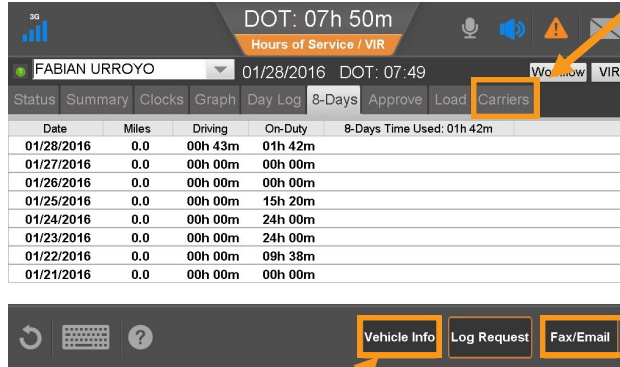 3G
DOT: 07h 50m
Hours of Service / VIR
FABIAN URROYO 01/28/2016 DOT: 07:49 Workflow VIR
Status Summary Clocks Graph Day Log 8-Days Approve Load Carriers
Date Miles Driving On-Duty 8-Days Time Used: 01h 42m
01/28/2016 0.0 00h 43m 01h 42m
01/27/2016 0.0 00h 00m 00h 00m
01/26/2016 0.0 00h 00m 00h 00m
01/25/2016 0.0 00h 00m 15h 20m
01/24/2016 0.0 00h 00m 24h 00m
01/23/2016 0.0 00h 00m 24h 00m
01/22/2016 0.0 00h 00m 09h 38m
01/21/2016 0.0 00h 00m 00h 00m
Vehicle Info Log Request Fax/Email